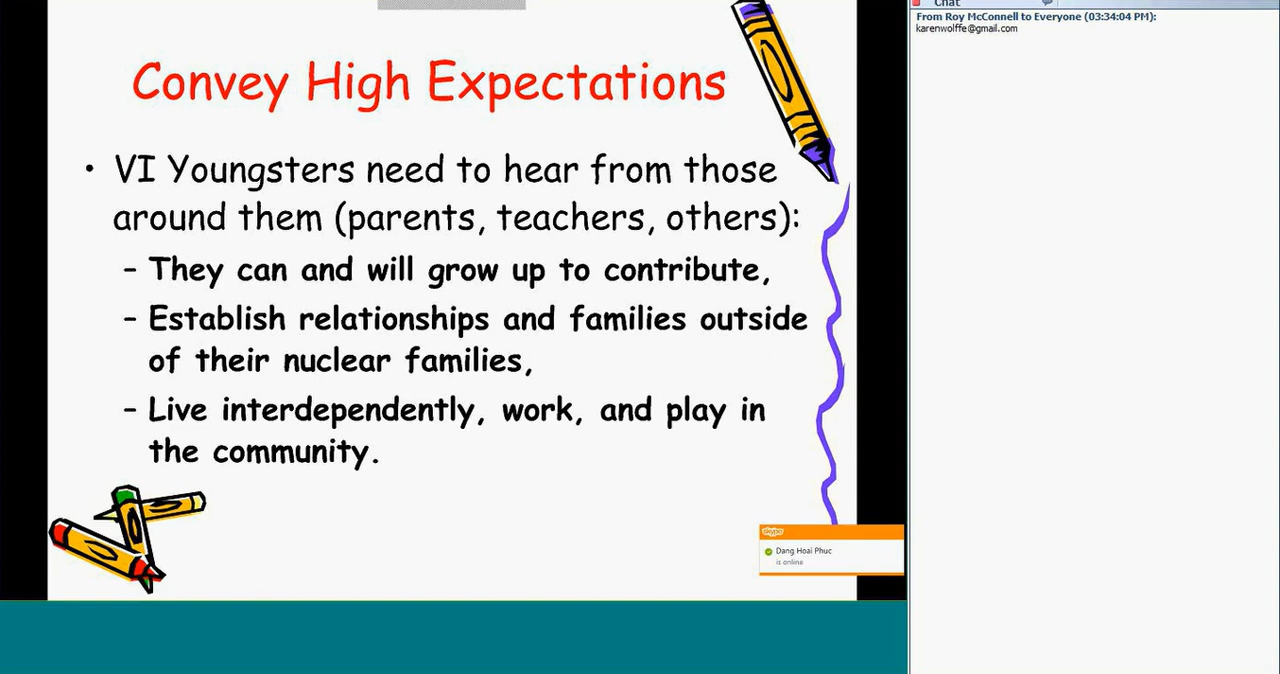 Convey High Expectations
• VI Youngsters need to hear from those
around them (parents, teachers, others):
– They can and will grow up to contribute,
– Establish relationships and families outside
of their nuclear families,
– Live interdependently, work, and play in
the community.
skype
Dang Hoai Phuc
is online
Chat
From Roy McConnell to Everyone (03:34:04 PM):
karenwolffe@gmail.com